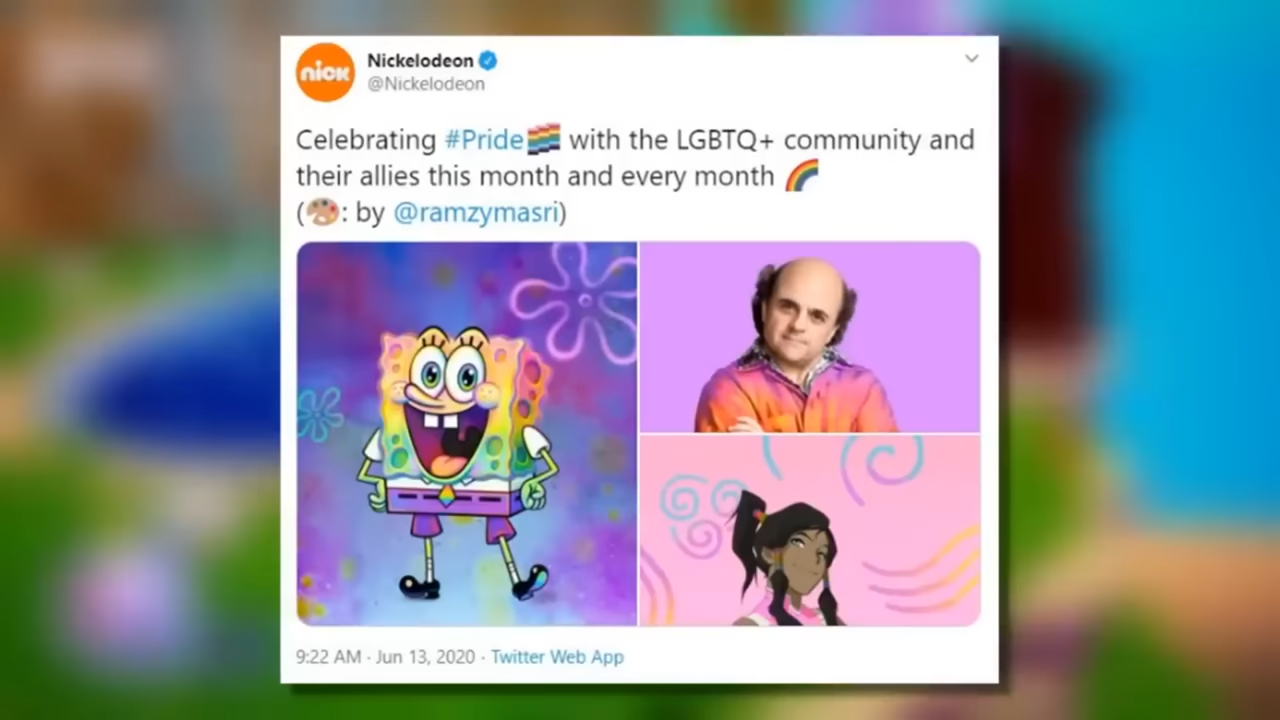 nick
Nickelodeon
@Nickelodeon
Celebrating #Pride with the LGBTQ+ community and
their allies this month and every month 🌈
(🎨: by @ramzymasri)
9:22 AM · Jun 13, 2020 · Twitter Web App